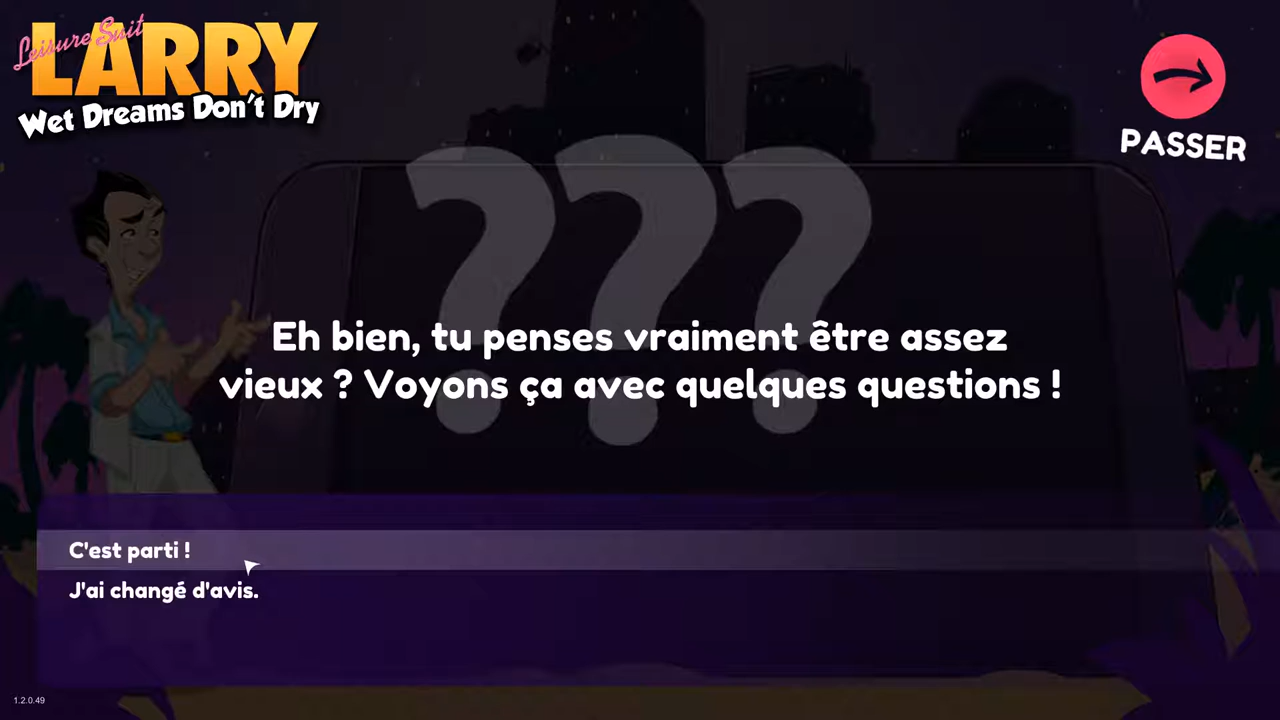 Leisure Suit
LARRY
Wet Dreams Don't Dry
PASSER
???
Eh bien, tu penses vraiment être assez
vieux ? Voyons ça avec quelques questions !
C'est parti !
J'ai changé d'avis.
1.2.0.49